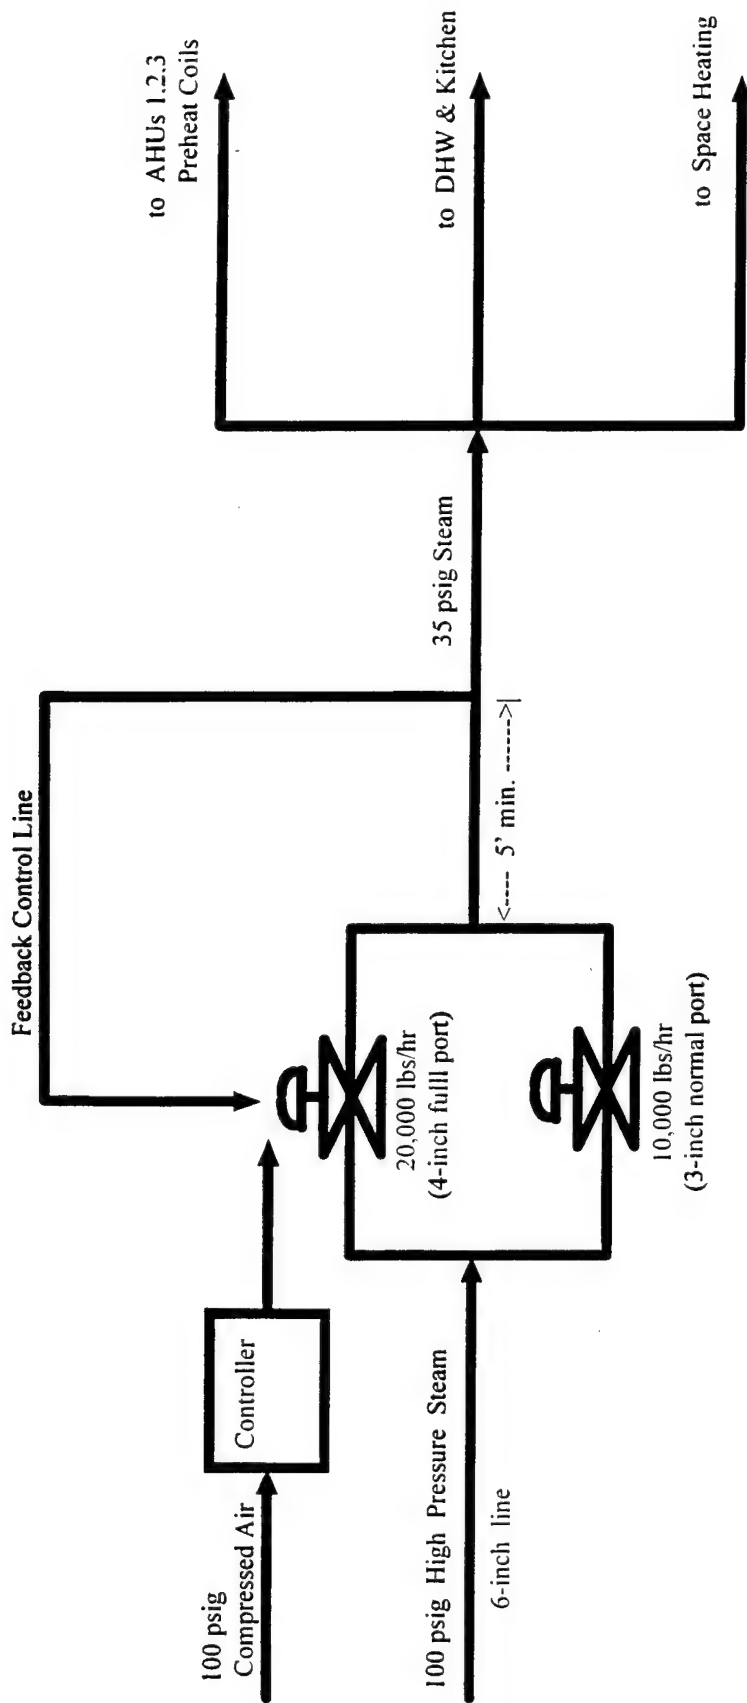 Feedback Control Line
100 psig
Compressed Air
Controller
20,000 lbs/hr
(4-inch fulll port)
100 psig High Pressure Steam
6-inch line
10,000 lbs/hr
(3-inch normal port)
<---- 5' min. ------>|
35 psig Steam
to AHUs 1.2.3
Preheat Coils
to DHW & Kitchen
to Space Heating